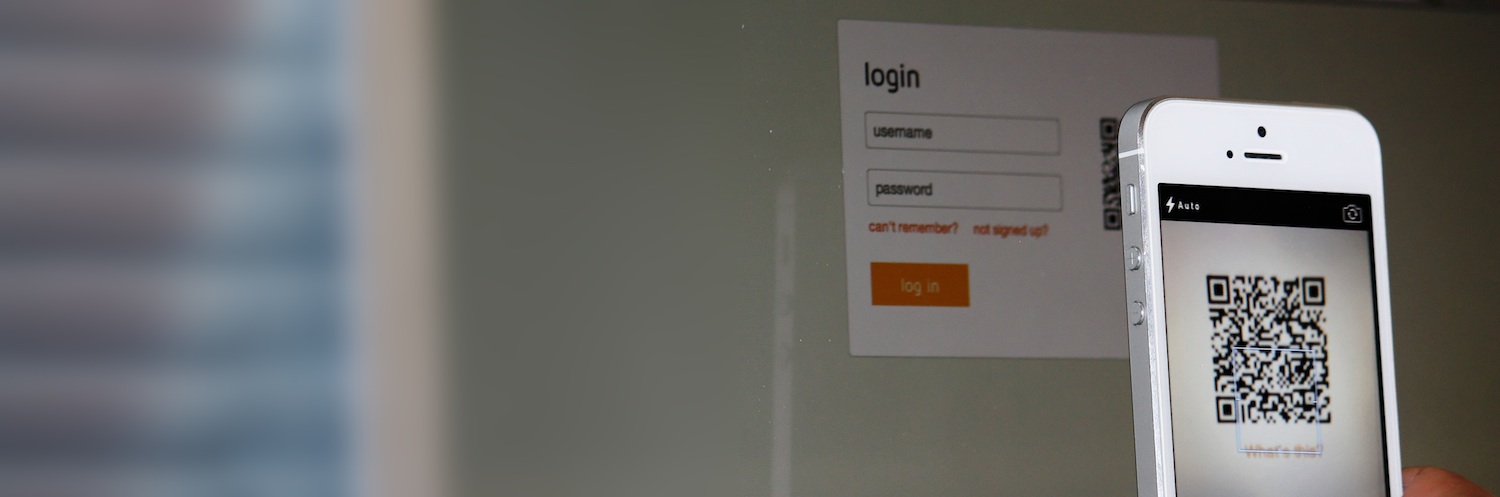 login
username
password
can't remember? not signed up?
log in
Auto
What's this?